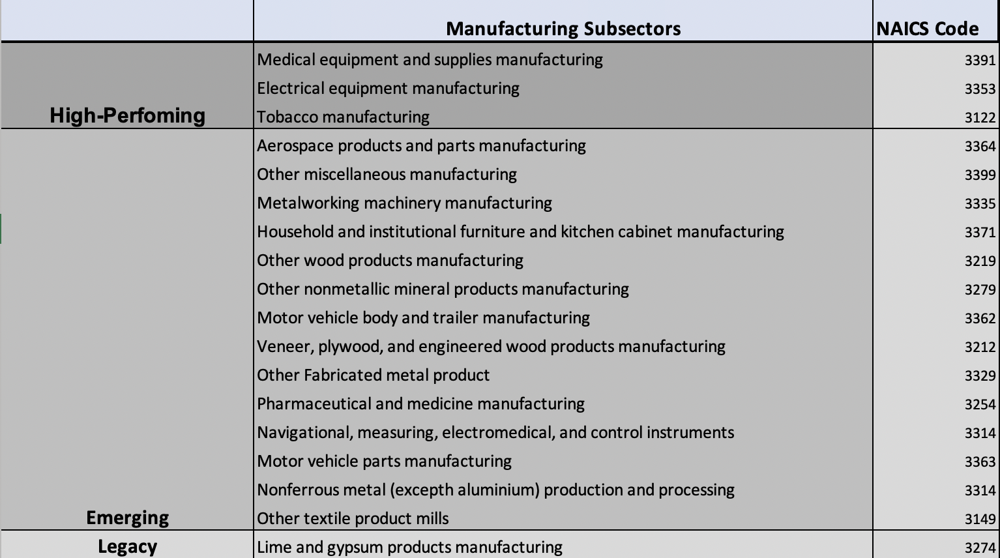 Manufacturing Subsectors NAICS Code
Medical equipment and supplies manufacturing 3391
Electrical equipment manufacturing 3353
High-Perfoming Tobacco manufacturing 3122
Aerospace products and parts manufacturing 3364
Other miscellaneous manufacturing 3399
Metalworking machinery manufacturing 3335
Household and institutional furniture and kitchen cabinet manufacturing 3371
Other wood products manufacturing 3219
Other nonmetallic mineral products manufacturing 3279
Motor vehicle body and trailer manufacturing 3362
Veneer, plywood, and engineered wood products manufacturing 3212
Other Fabricated metal product 3329
Pharmaceutical and medicine manufacturing 3254
Navigational, measuring, electromedical, and control instruments 3314
Motor vehicle parts manufacturing 3363
Nonferrous metal (excepth aluminium) production and processing 3314
Emerging Other textile product mills 3149
Legacy Lime and gypsum products manufacturing 3274